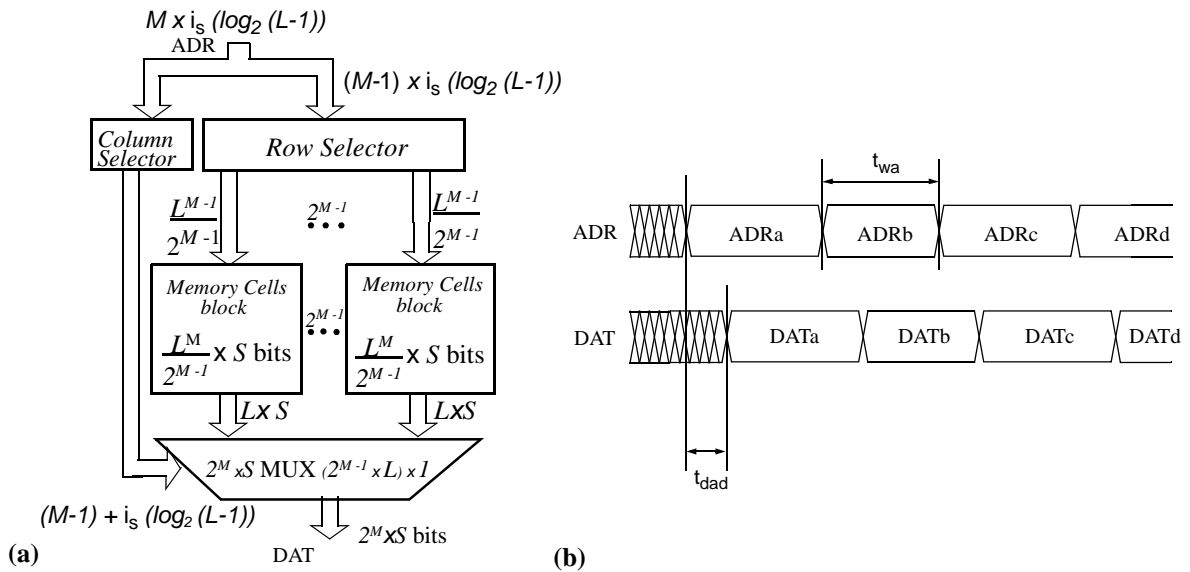 M x i_s (log_2 (L-1))
ADR
(M-1) x i_s (log_2 (L-1))
Column
Selector
Row Selector
L^{M-1}
2^{M-1}
2^{M-1}
•••
L^{M-1}
2^{M-1}
Memory Cells
block
L^M
2^{M-1}
x S bits
2^{M-1}
•••
Memory Cells
block
L^M
2^{M-1}
x S bits
Lx S
LxS
2^M xS MUX (2^{M-1} x L) x 1
(M-1) + i_s (log_2 (L-1))
2^M xS bits
DAT
(a)
t_wa
ADR
ADRa
ADRb
ADRc
ADRd
DAT
DATa
DATb
DATc
DATd
t_dad
(b)